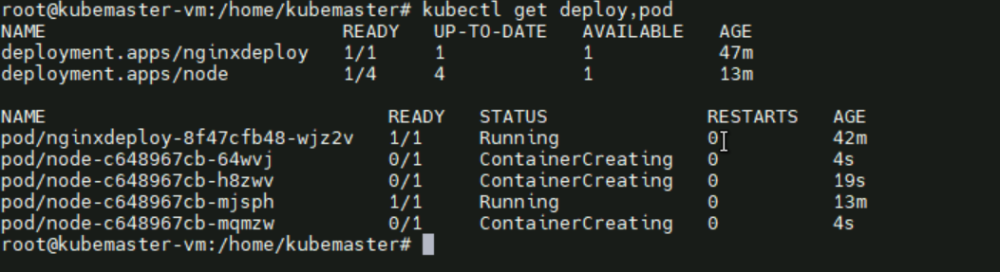 root@kubemaster-vm:/home/kubemaster# kubectl get deploy,pod
NAME READY UP-TO-DATE AVAILABLE AGE
deployment.apps/nginxdeploy 1/1 1 1 47m
deployment.apps/node 1/4 4 1 13m
NAME READY STATUS RESTARTS AGE
pod/nginxdeploy-8f47cfb48-wjz2v 1/1 Running 0 42m
pod/node-c648967cb-64wvj 0/1 ContainerCreating 0 4s
pod/node-c648967cb-h8zwv 0/1 ContainerCreating 0 19s
pod/node-c648967cb-mjsph 1/1 Running 0 13m
pod/node-c648967cb-mqmzw 0/1 ContainerCreating 0 4s
root@kubemaster-vm:/home/kubemaster#